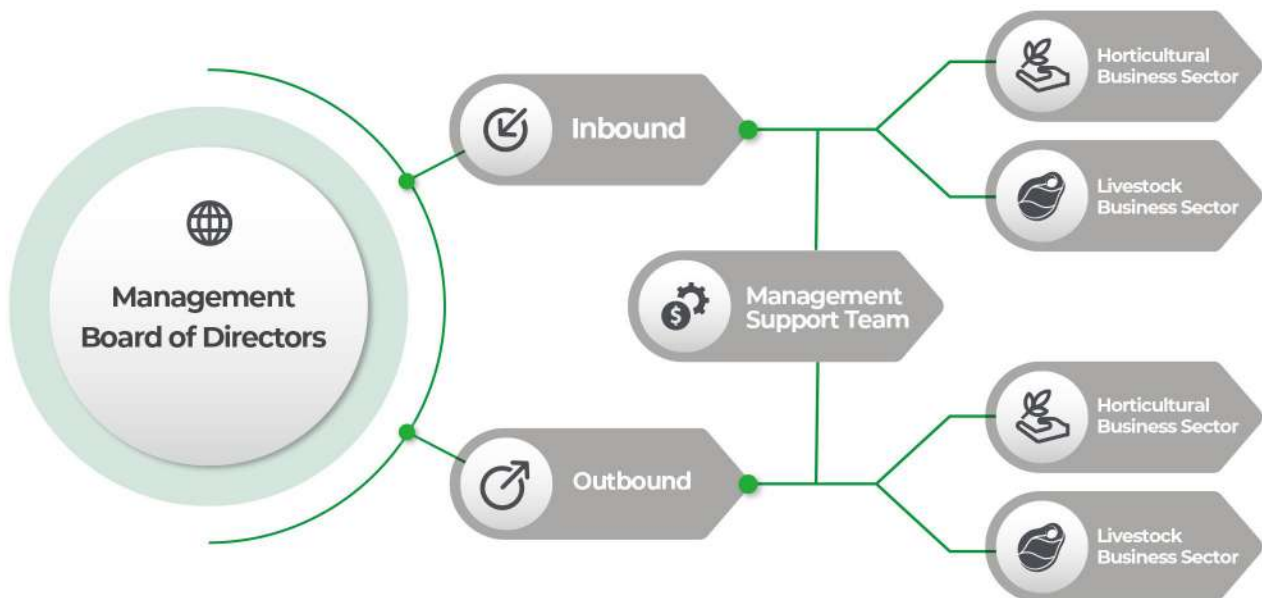 Management
Board of Directors
Inbound
Outbound
Management
Support Team
Horticultural
Business Sector
Livestock
Business Sector
Horticultural
Business Sector
Livestock
Business Sector